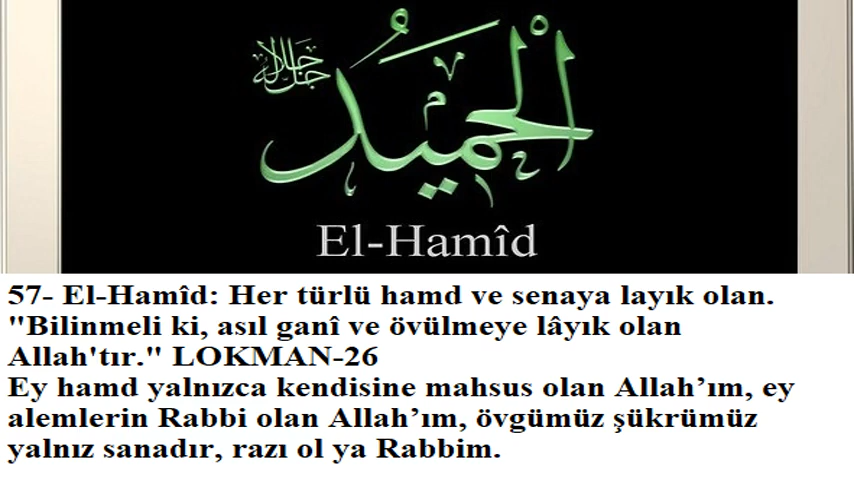 الْحَمِيدُ
جل جلاله
El-Hamîd
57- El-Hamîd: Her türlü hamd ve senaya layık olan.
"Bilinmeli ki, asıl ganî ve övülmeye lâyık olan
Allah'tır." LOKMAN-26
Ey hamd yalnızca kendisine mahsus olan Allah’ım, ey
alemlerin Rabbi olan Allah’ım, övgümüz şükrümüz
yalnız sanadır, razı ol ya Rabbim.